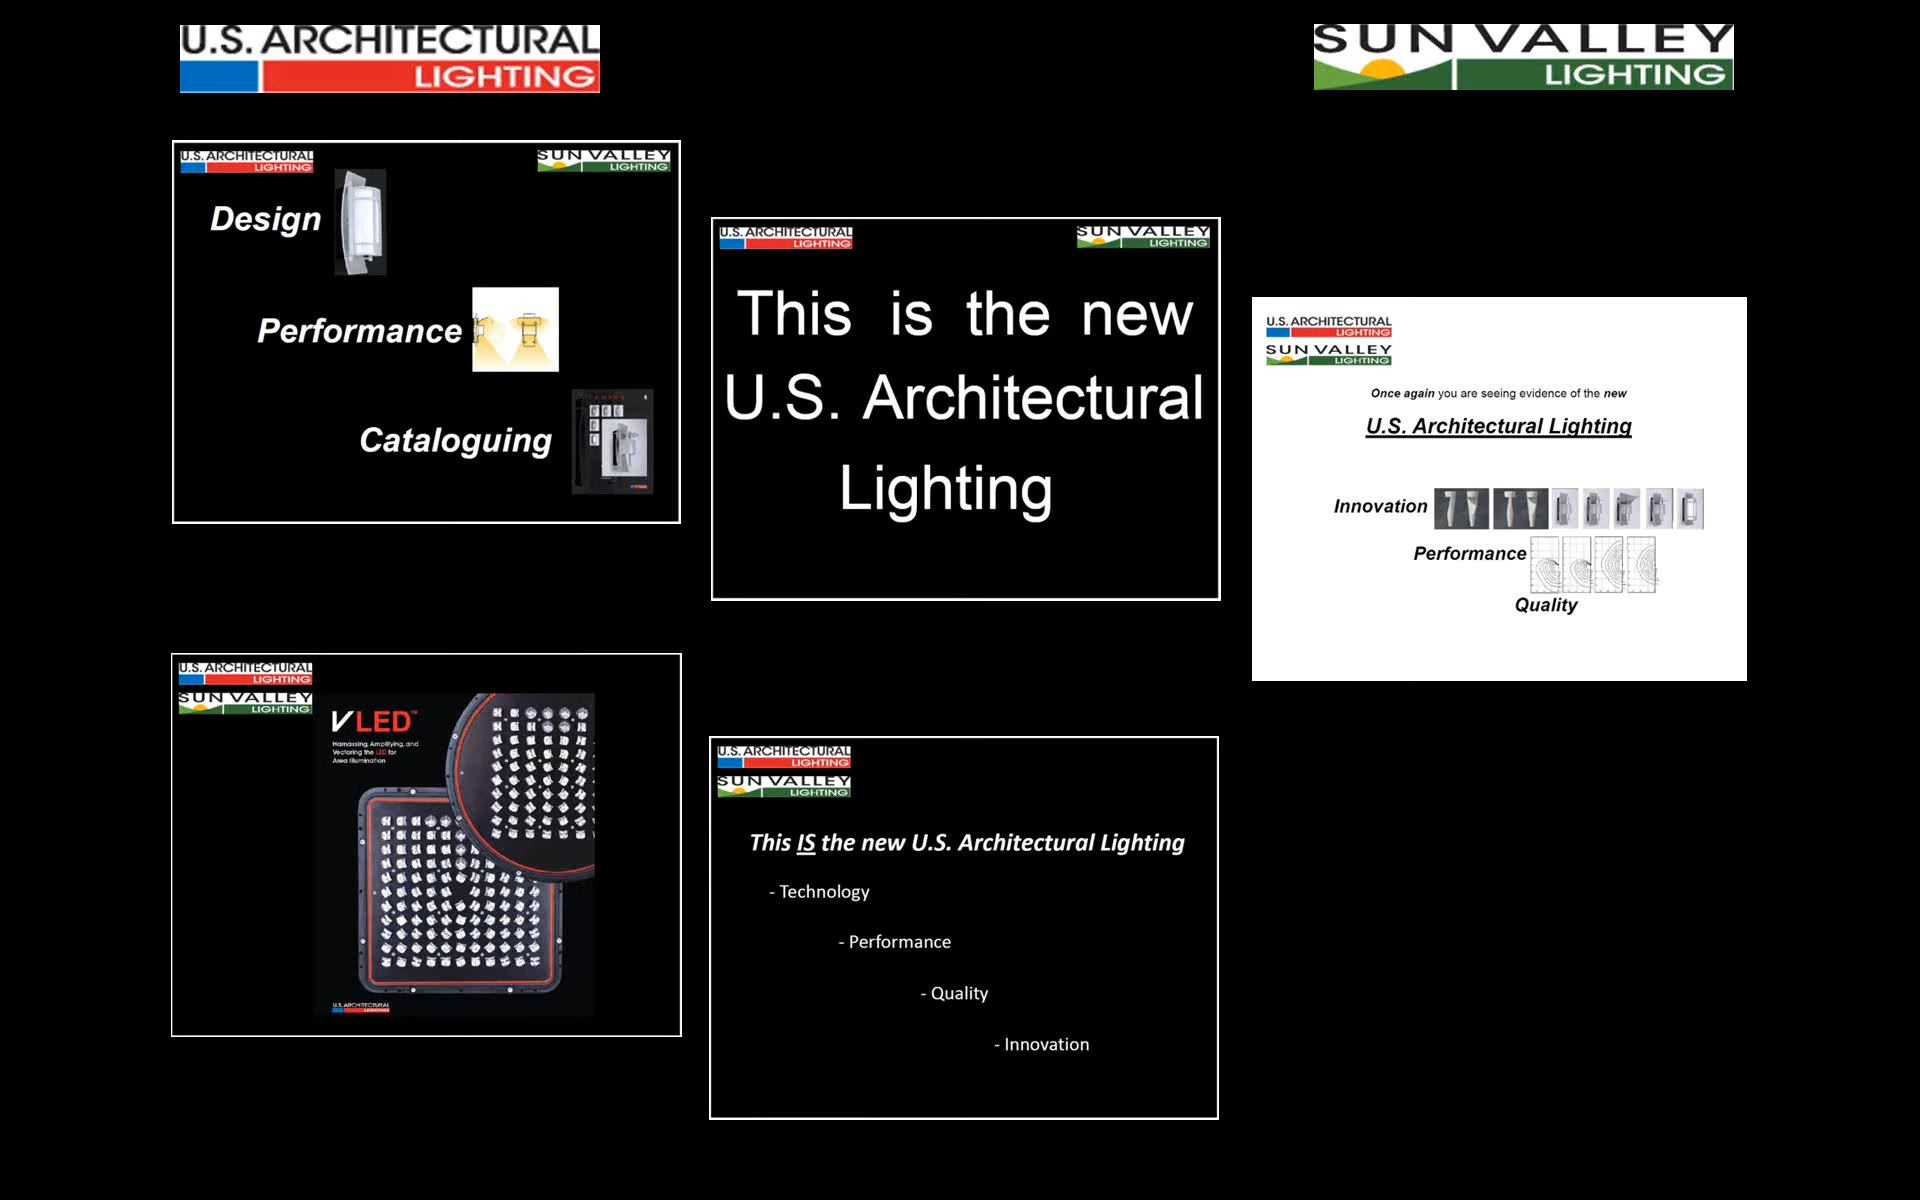 U.S. ARCHITECTURAL
LIGHTING
SUN VALLEY
LIGHTING
U.S. ARCHITECTURAL
LIGHTING
SUN VALLEY
LIGHTING
Design
Performance
Cataloguing
U.S. ARCHITECTURAL
LIGHTING
SUN VALLEY
LIGHTING
This is the new
U.S. Architectural
Lighting
U.S. ARCHITECTURAL
LIGHTING
SUN VALLEY
LIGHTING
Once again you are seeing evidence of the new
U.S. Architectural Lighting
Innovation
Performance
Quality
U.S. ARCHITECTURAL
LIGHTING
SUN VALLEY
LIGHTING
VLED™
Harnassing, Amplifying, and
Vectoring the LED for
Area Illumination
U.S. ARCHITECTURAL
LIGHTING
U.S. ARCHITECTURAL
LIGHTING
SUN VALLEY
LIGHTING
This IS the new U.S. Architectural Lighting
- Technology
- Performance
- Quality
- Innovation